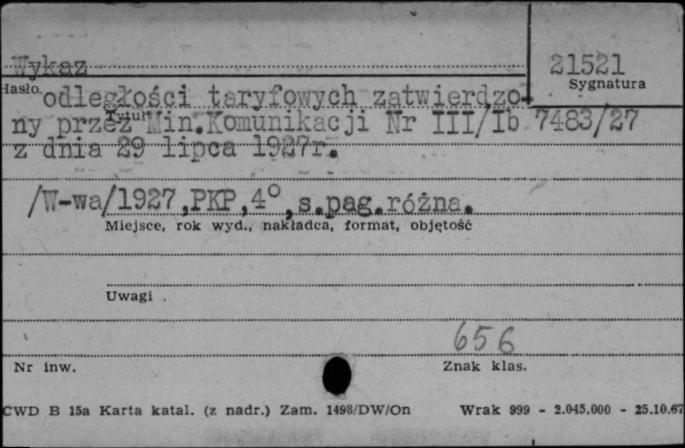 Wykaz
21521
Hasło
Sygnatura
odległości taryfowych zatwierdzo-
Tytuł
ny przez Min.Komunikacji Nr III/Ib 7483/27
z dnia 29 lipca 1927r.
/W-wa/1927,PKP,4°,s.pag.różna.
Miejsce, rok wyd., nakładca, format, objętość
Uwagi
656
Nr inw.
Znak klas.
CWD B 15a Karta katal. (z nadr.) Zam. 1498/DW/On Wrak 999 - 2.045.000 - 25.10.67